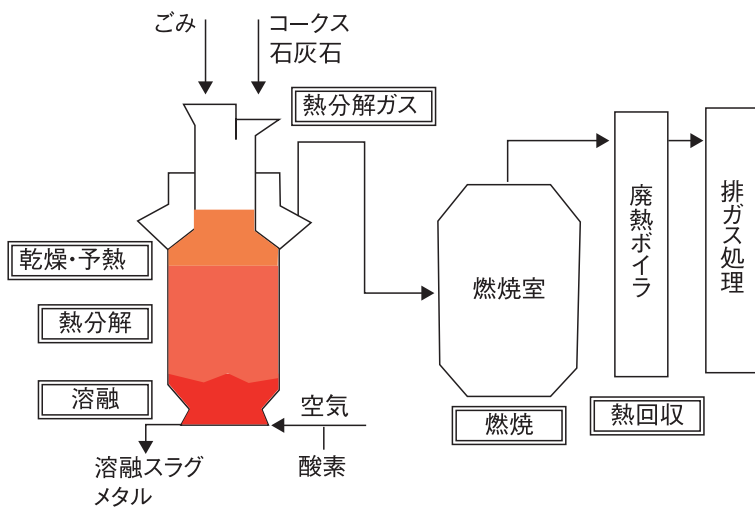 ごみ
コークス
石灰石
熱分解ガス
乾燥・予熱
熱分解
溶融
空気
酸素
溶融スラグ
メタル
燃焼室
燃焼
廃熱ボイラ
熱回収
排ガス処理